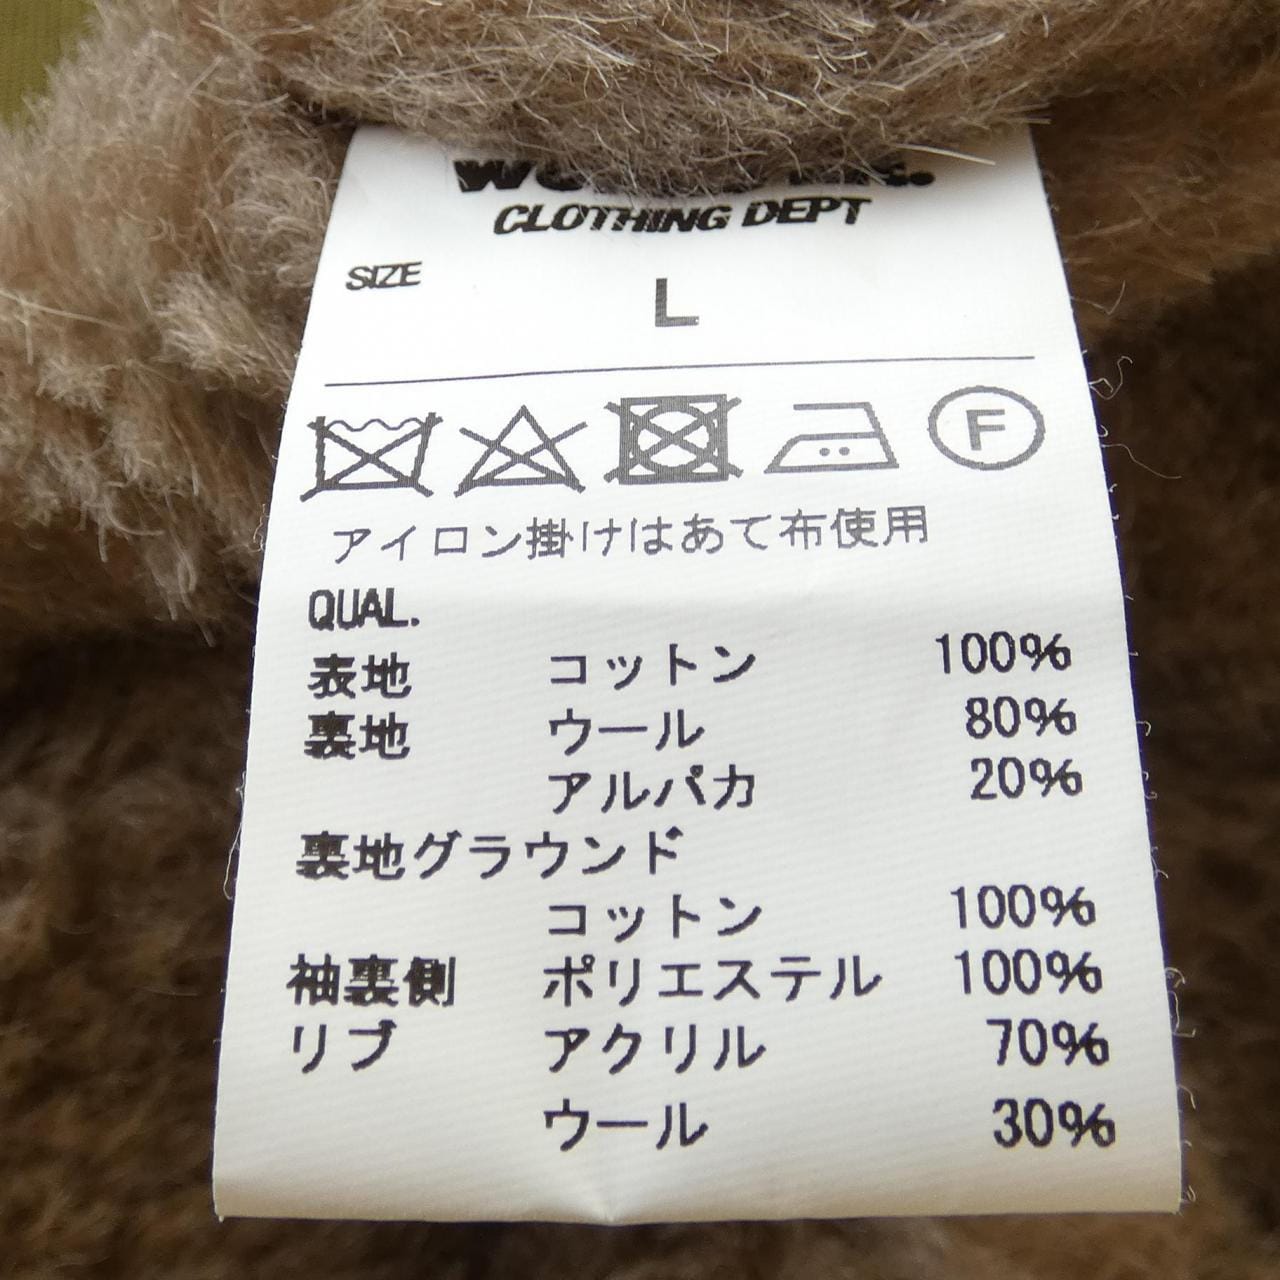 CLOTHING DEPT
SIZE
L
F
アイロン掛けはあて布使用
QUAL.
表地 コットン 100%
裏地 ウール 80%
アルパカ 20%
裏地グラウンド
コットン 100%
袖裏側 ポリエステル 100%
リブ アクリル 70%
ウール 30%